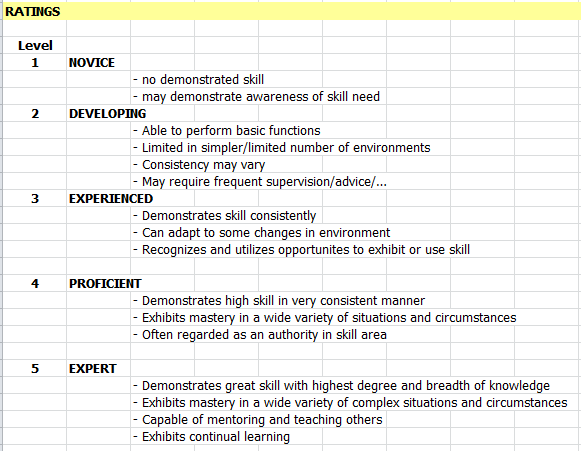 RATINGS
Level
1 NOVICE
- no demonstrated skill
- may demonstrate awareness of skill need
2 DEVELOPING
- Able to perform basic functions
- Limited in simpler/limited number of environments
- Consistency may vary
- May require frequent supervision/advice/...
3 EXPERIENCED
- Demonstrates skill consistently
- Can adapt to some changes in environment
- Recognizes and utilizes opportunites to exhibit or use skill
4 PROFICIENT
- Demonstrates high skill in very consistent manner
- Exhibits mastery in a wide variety of situations and circumstances
- Often regarded as an authority in skill area
5 EXPERT
- Demonstrates great skill with highest degree and breadth of knowledge
- Exhibits mastery in a wide variety of complex situations and circumstances
- Capable of mentoring and teaching others
- Exhibits continual learning